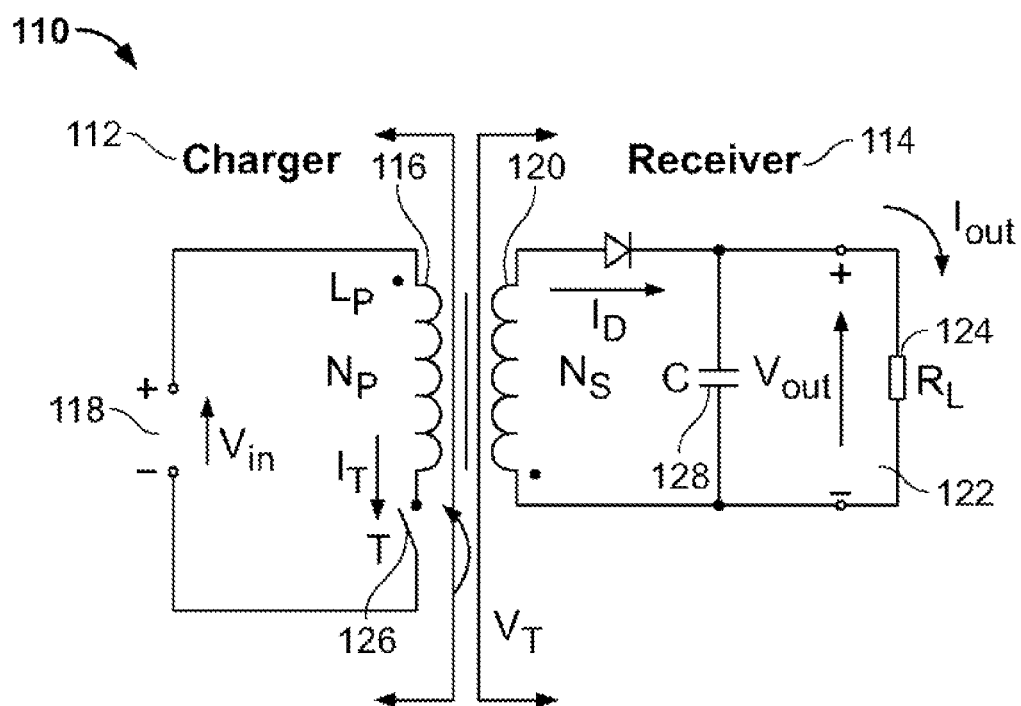 110
112 Charger 116 120 Receiver 114
I_out
L_P
+ I_D 124
N_P N_S C V_out R_L
+
118 V_in
- I_T 128 - 122
T
126 V_T